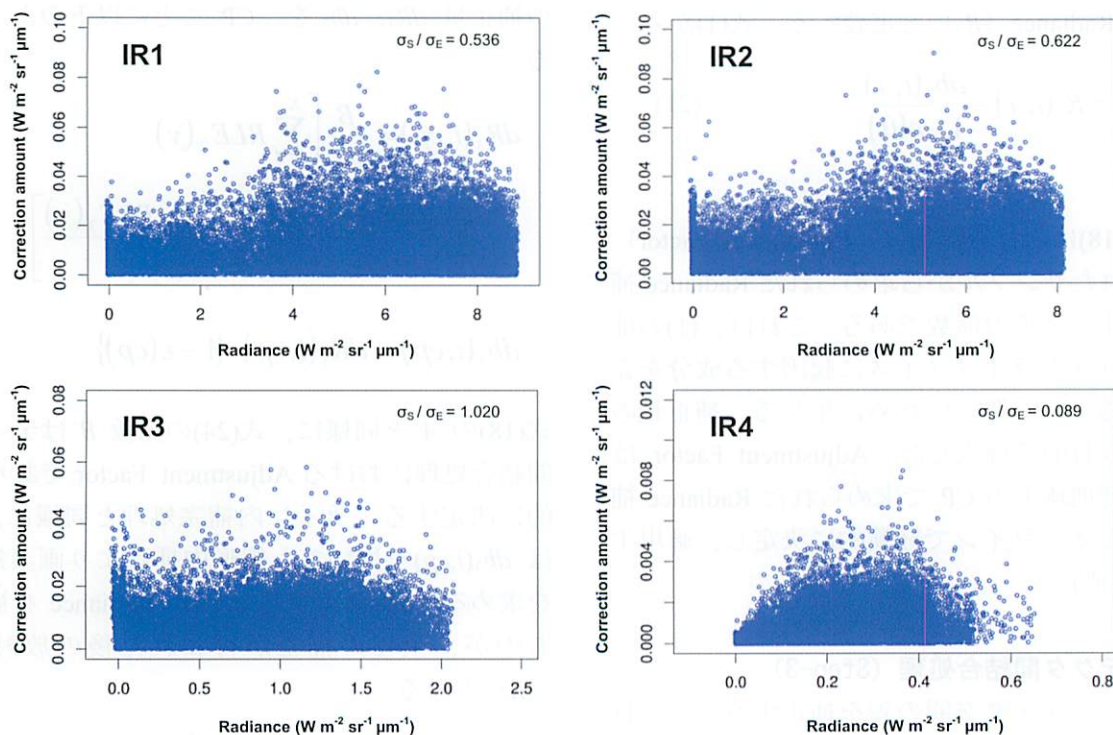 IR1
σS / σE = 0.536
Correction amount (W m⁻² sr⁻¹ µm⁻¹)
0.10
0.08
0.06
0.04
0.02
0.00
0 2 4 6 8
Radiance (W m⁻² sr⁻¹ µm⁻¹)
IR2
σS / σE = 0.622
Correction amount (W m⁻² sr⁻¹ µm⁻¹)
0.10
0.08
0.06
0.04
0.02
0.00
0 2 4 6 8
Radiance (W m⁻² sr⁻¹ µm⁻¹)
IR3
σS / σE = 1.020
Correction amount (W m⁻² sr⁻¹ µm⁻¹)
0.08
0.06
0.04
0.02
0.00
0.0 0.5 1.0 1.5 2.0 2.5
Radiance (W m⁻² sr⁻¹ µm⁻¹)
IR4
σS / σE = 0.089
Correction amount (W m⁻² sr⁻¹ µm⁻¹)
0.012
0.008
0.004
0.000
0.0 0.2 0.4 0.6 0.8
Radiance (W m⁻² sr⁻¹ µm⁻¹)